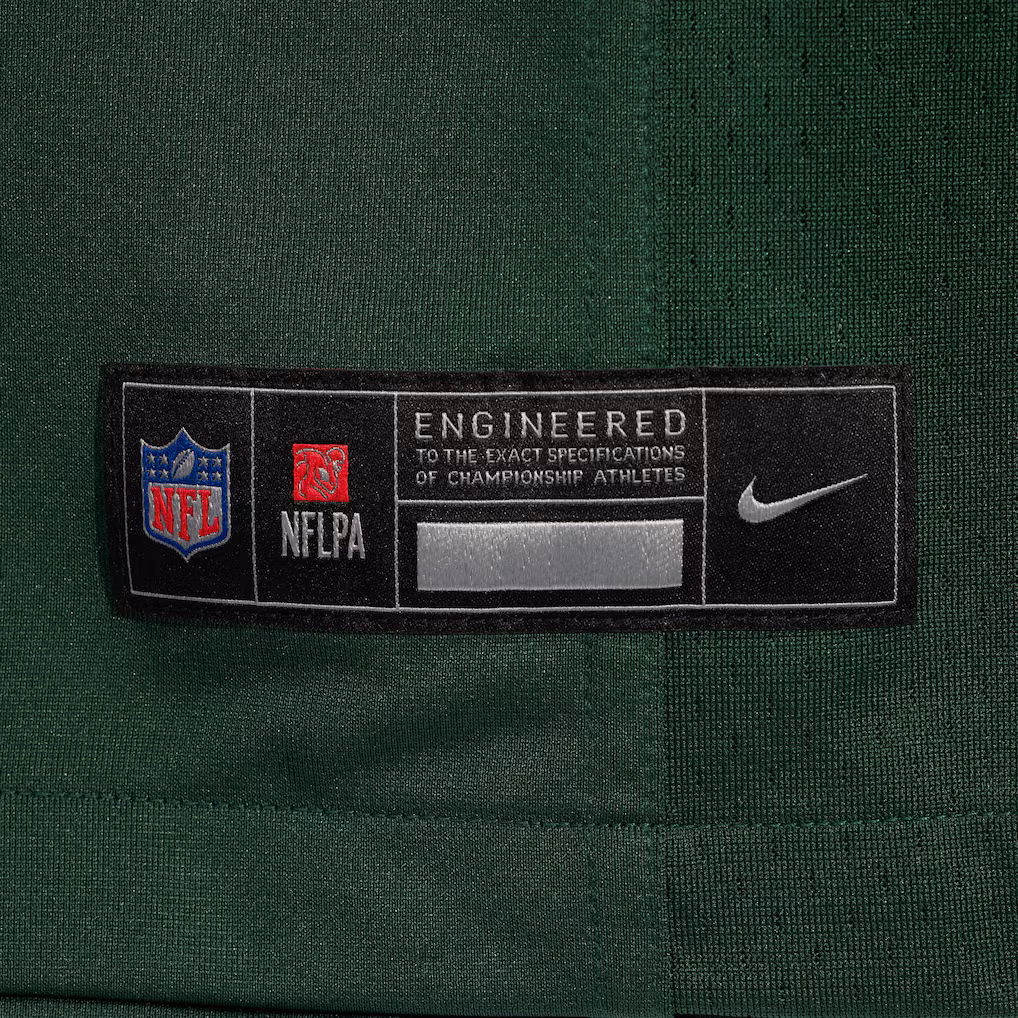 NFL
NFLPA
ENGINEERED
TO THE EXACT SPECIFICATIONS
OF CHAMPIONSHIP ATHLETES